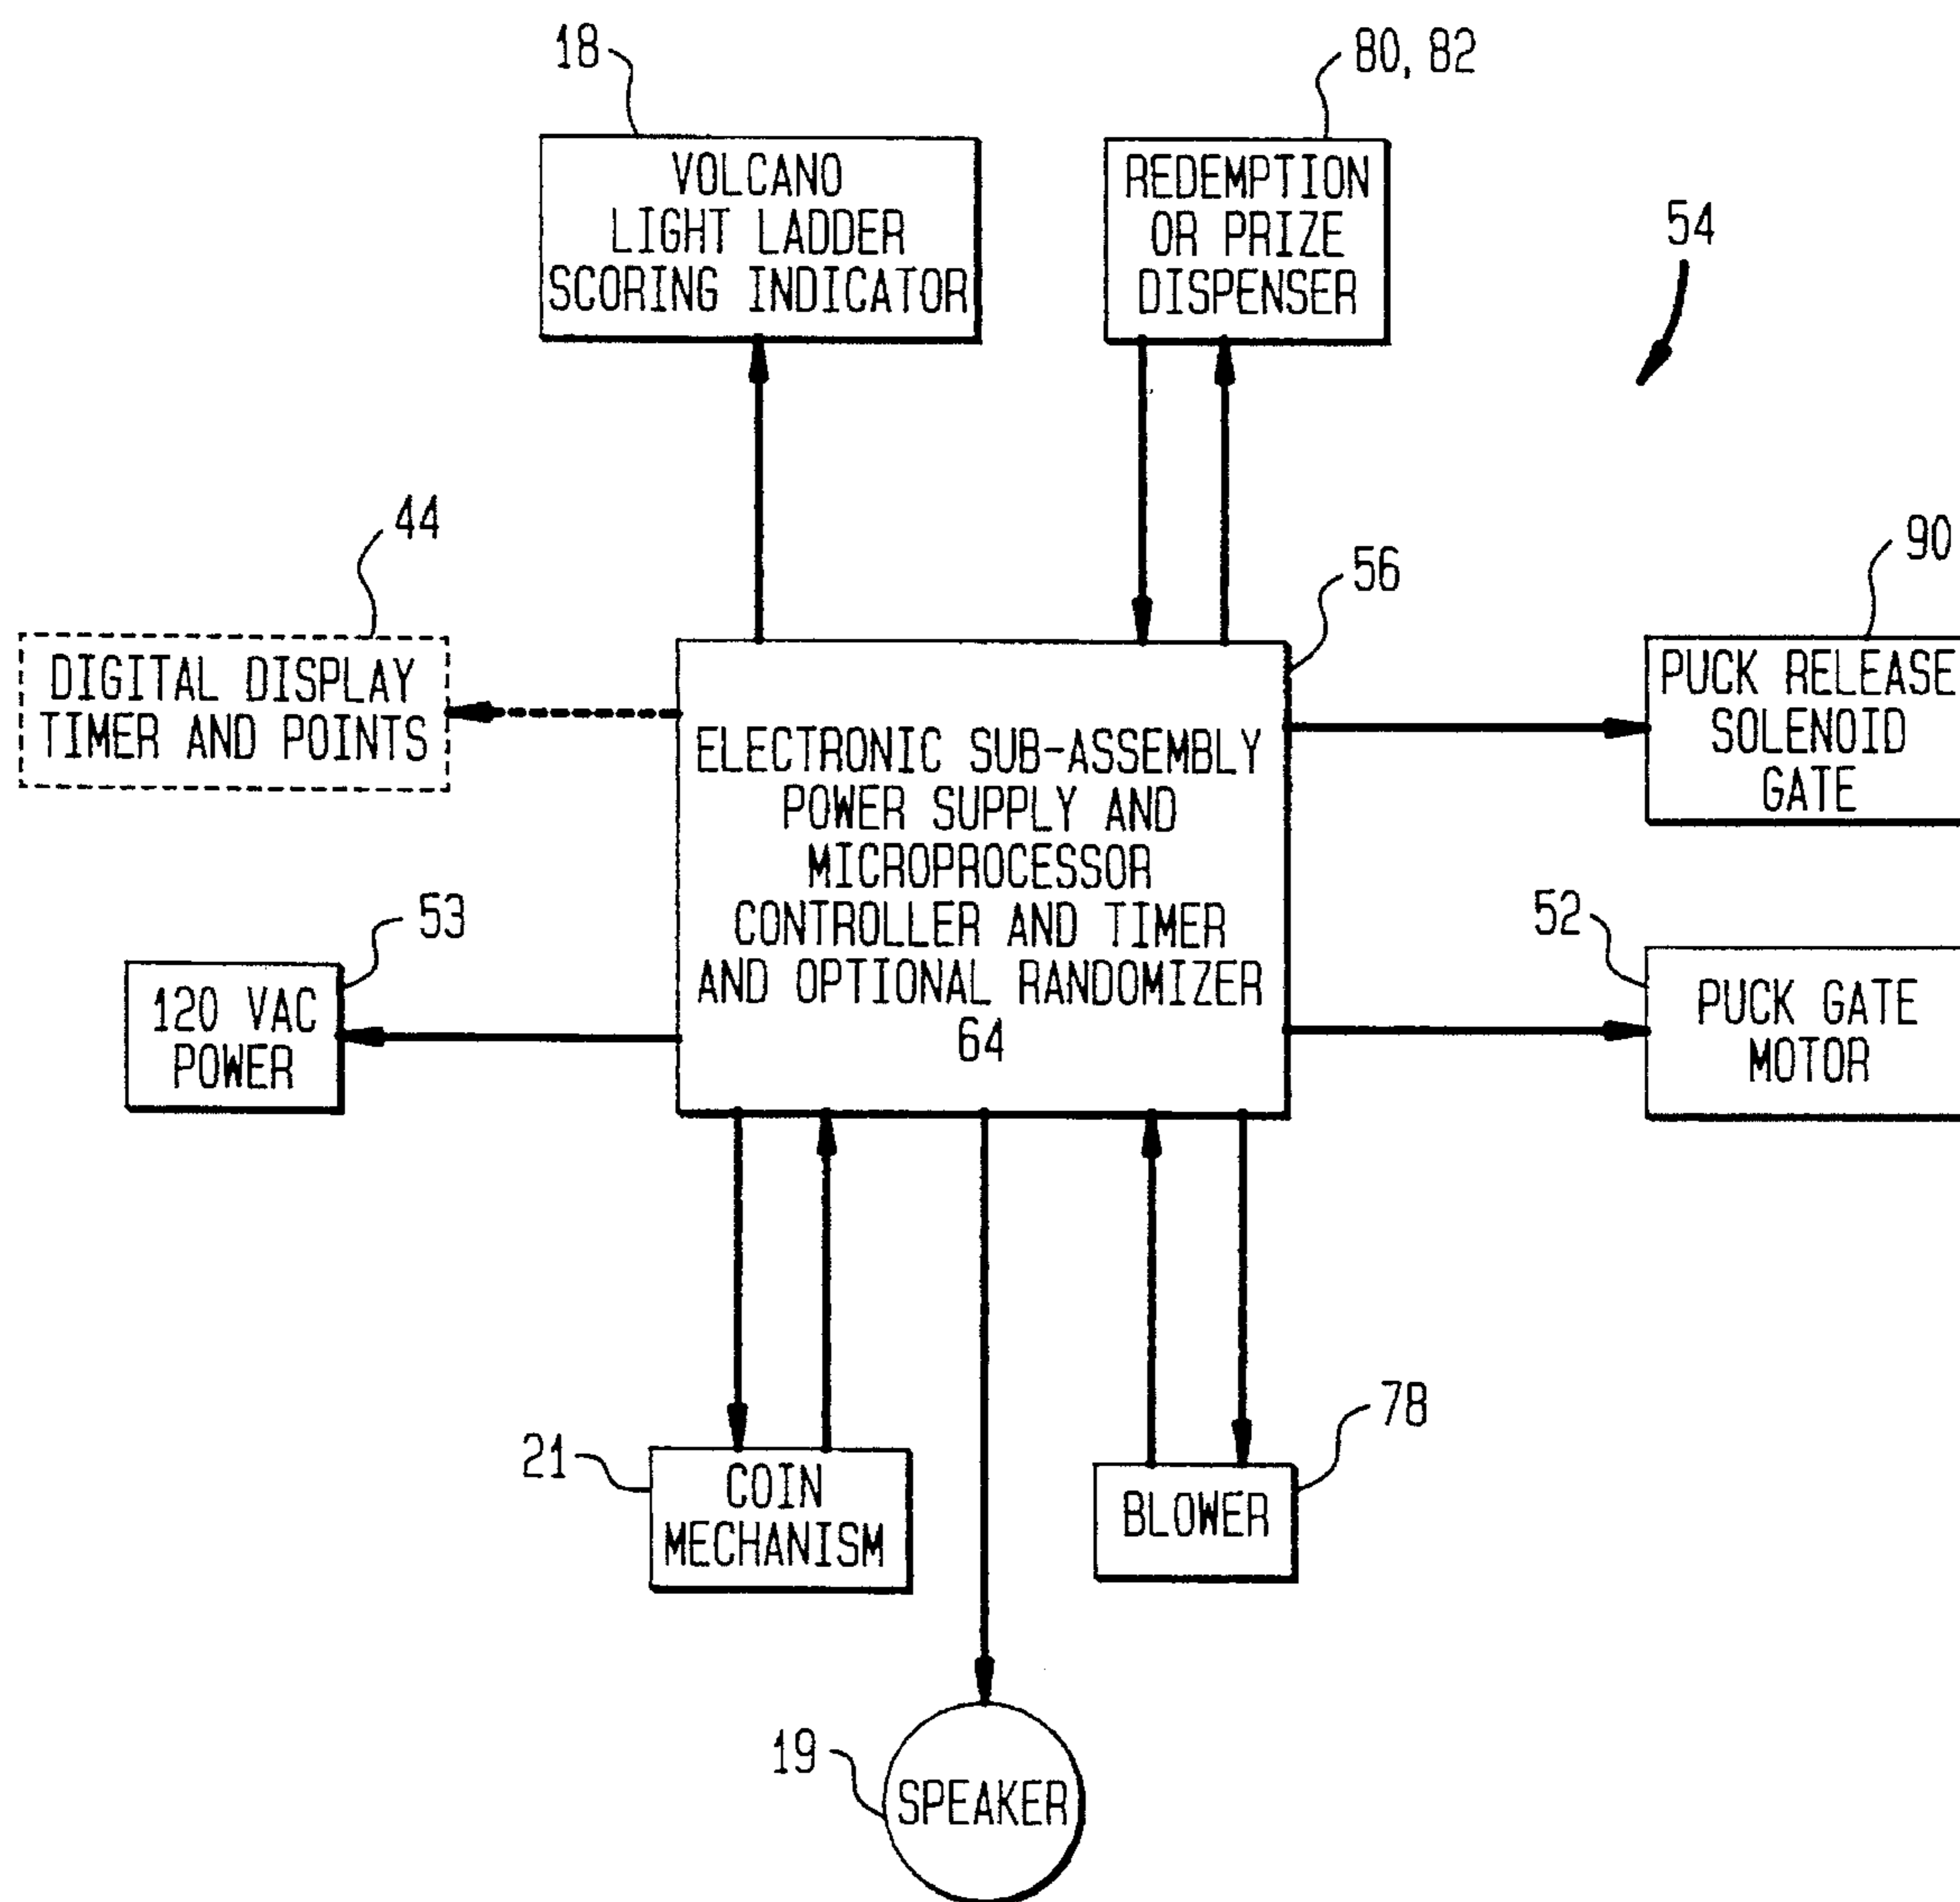 18
80, 82
VOLCANO
LIGHT LADDER
SCORING INDICATOR
REDEMPTION
OR PRIZE
DISPENSER
54
44
56
90
DIGITAL DISPLAY
TIMER AND POINTS
ELECTRONIC SUB-ASSEMBLY
POWER SUPPLY AND
MICROPROCESSOR
CONTROLLER AND TIMER
AND OPTIONAL RANDOMIZER
64
PUCK RELEASE
SOLENOID
GATE
53
120 VAC
POWER
52
PUCK GATE
MOTOR
21
COIN
MECHANISM
78
BLOWER
19
SPEAKER